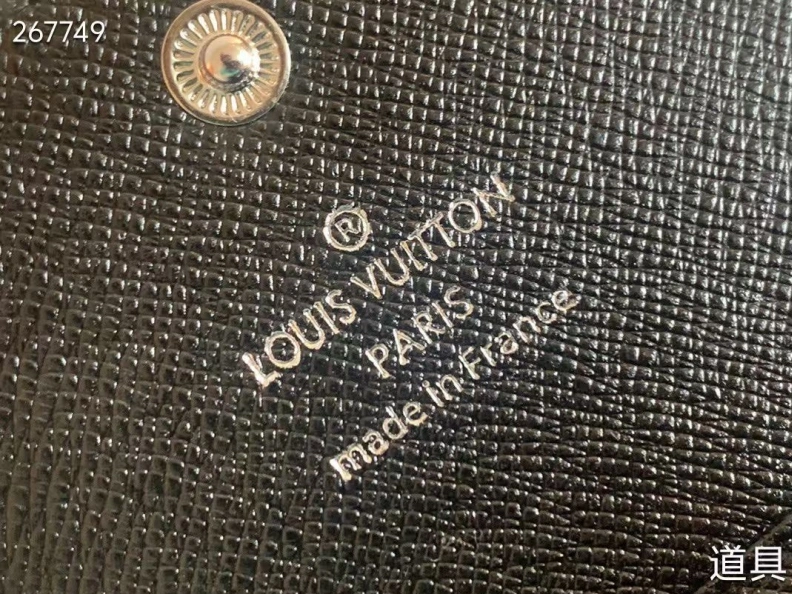 267749
®
LOUIS VUITTON
PARIS
made in France
道具